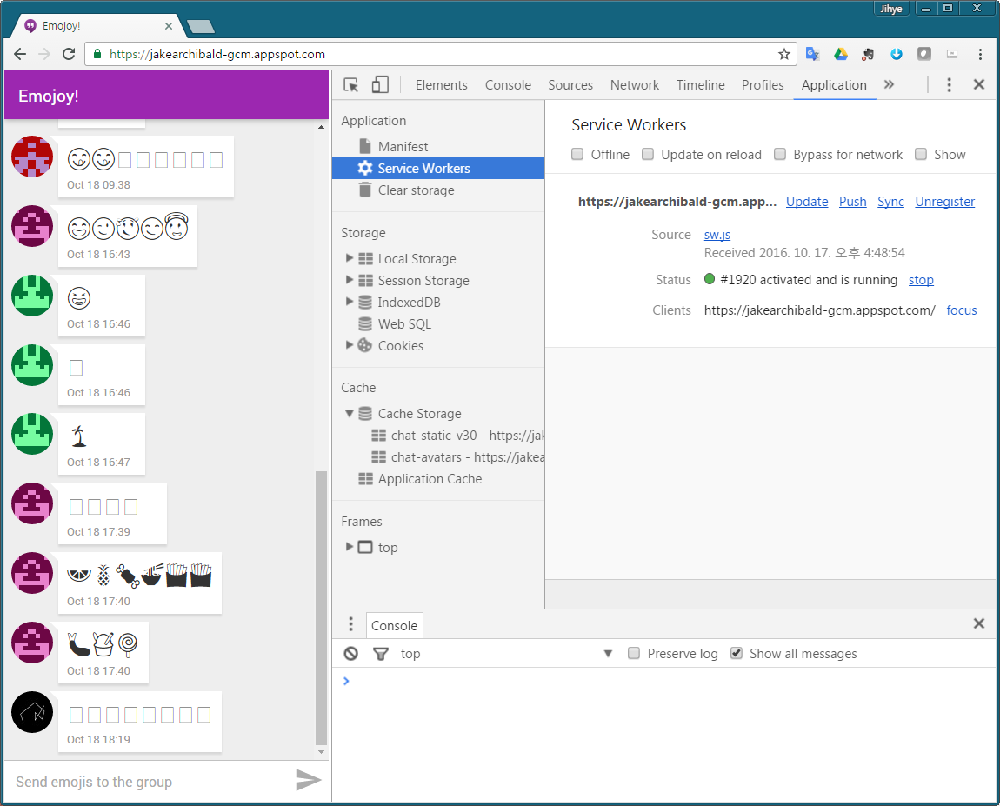 Jihye
Emojoy!
https://jakearchibald-gcm.appspot.com
Emojoy!
Oct 18 09:38
Oct 18 16:43
Oct 18 16:46
Oct 18 16:46
Oct 18 16:47
Oct 18 17:39
Oct 18 17:40
Oct 18 17:40
Oct 18 18:19
Send emojis to the group
Elements Console Sources Network Timeline Profiles Application
Application
Manifest
Service Workers
Clear storage
Storage
Local Storage
Session Storage
IndexedDB
Web SQL
Cookies
Cache
Cache Storage
chat-static-v30 - https://jak
chat-avatars - https://jakea
Application Cache
Frames
top
Service Workers
Offline Update on reload Bypass for network Show
https://jakearchibald-gcm.app... Update Push Sync Unregister
Source sw.js
Received 2016. 10. 17. 오후 4:48:54
Status #1920 activated and is running stop
Clients https://jakearchibald-gcm.appspot.com/ focus
Console
top Preserve log Show all messages